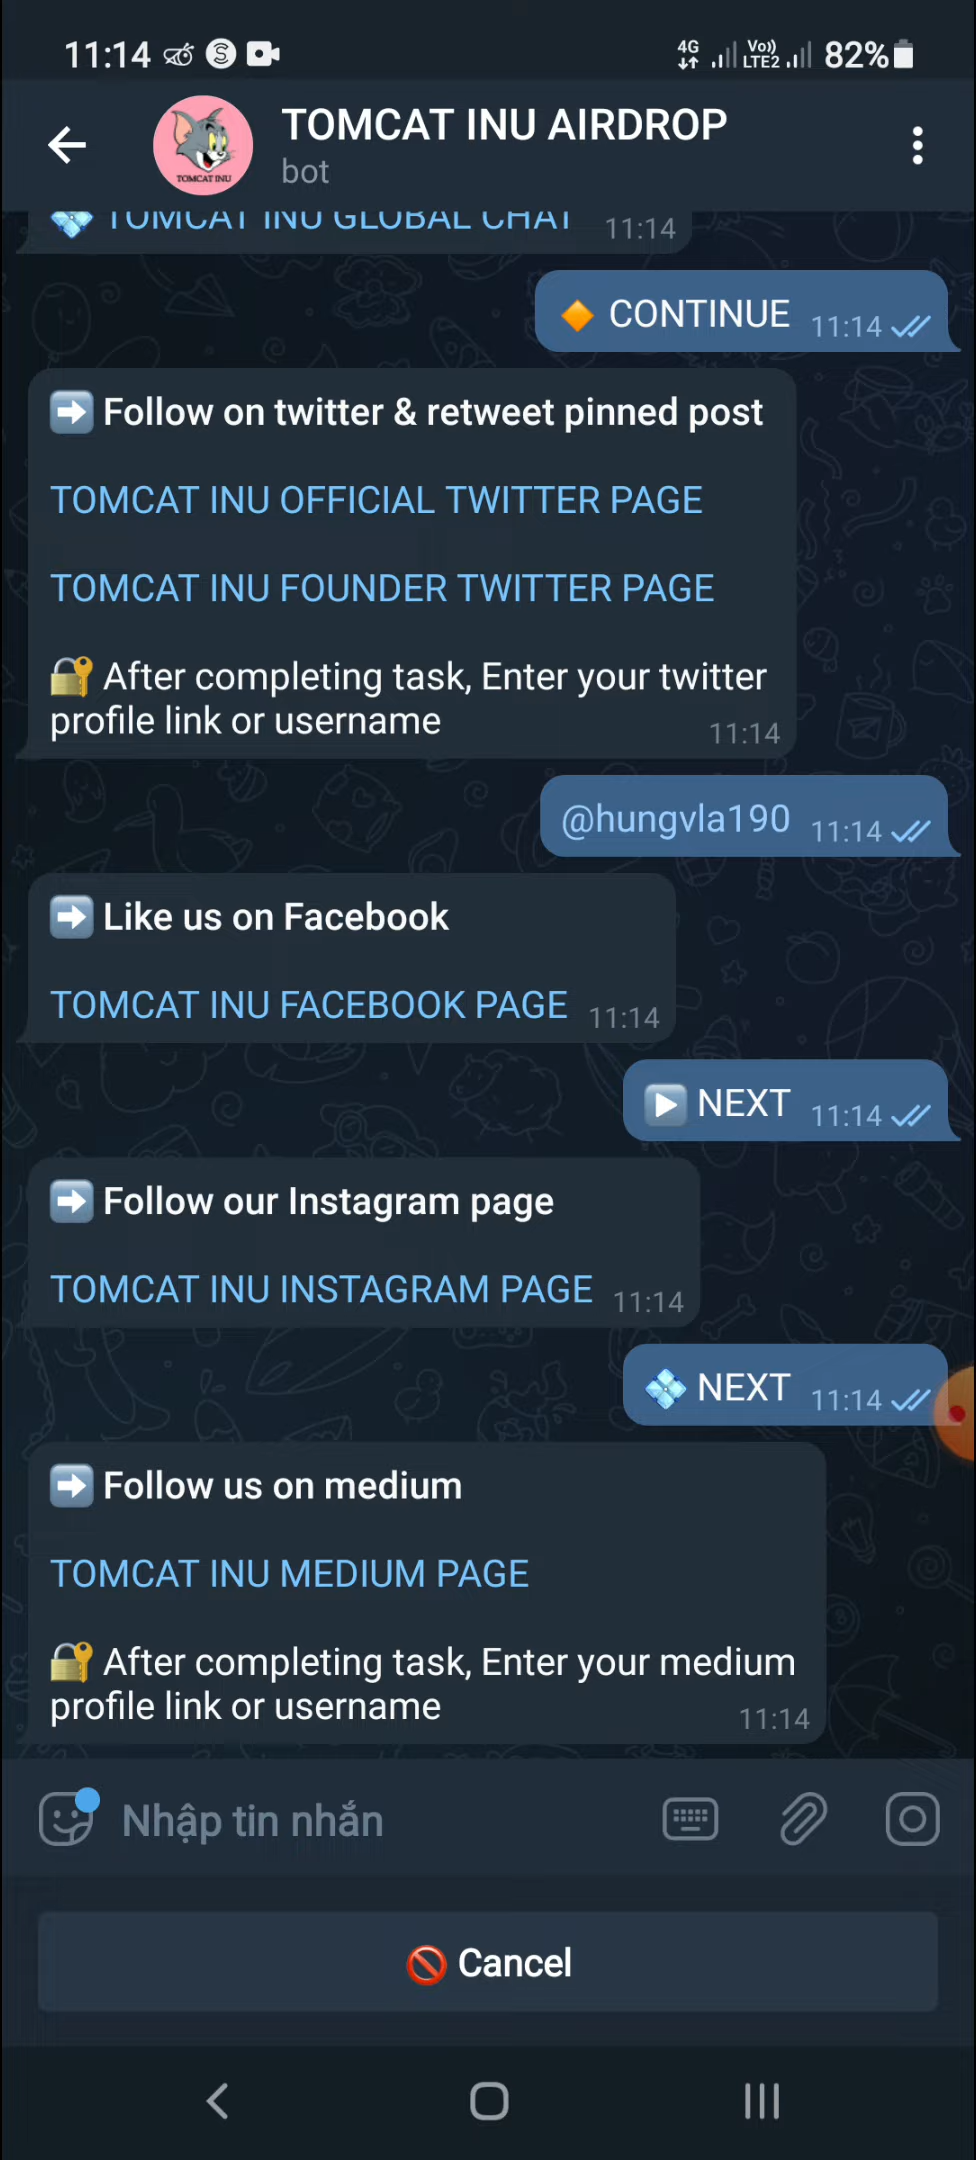 11:14
4G
Vo))
LTE2
82%
TOMCAT INU AIRDROP
TOMCAT INU
bot
TOMCAT INU GLOBAL CHAT 11:14
CONTINUE 11:14
Follow on twitter & retweet pinned post
TOMCAT INU OFFICIAL TWITTER PAGE
TOMCAT INU FOUNDER TWITTER PAGE
After completing task, Enter your twitter
profile link or username 11:14
@hungvla190 11:14
Like us on Facebook
TOMCAT INU FACEBOOK PAGE 11:14
NEXT 11:14
Follow our Instagram page
TOMCAT INU INSTAGRAM PAGE 11:14
NEXT 11:14
Follow us on medium
TOMCAT INU MEDIUM PAGE
After completing task, Enter your medium
profile link or username 11:14
Nhập tin nhắn
Cancel